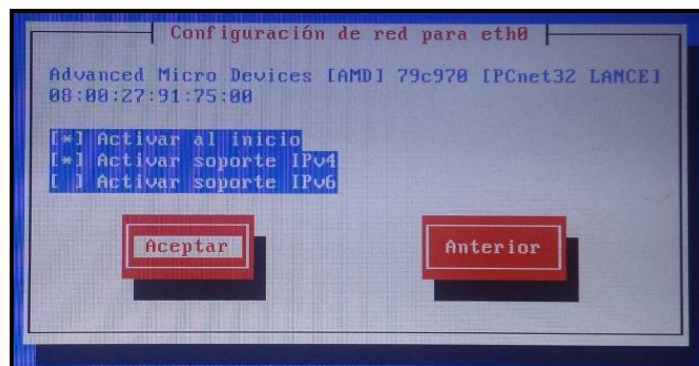 Configuración de red para eth0
Advanced Micro Devices [AMD] 79c970 [PCnet32 LANCE]
08:00:27:91:75:00
[*] Activar al inicio
[*] Activar soporte IPv4
[ ] Activar soporte IPv6
Aceptar Anterior